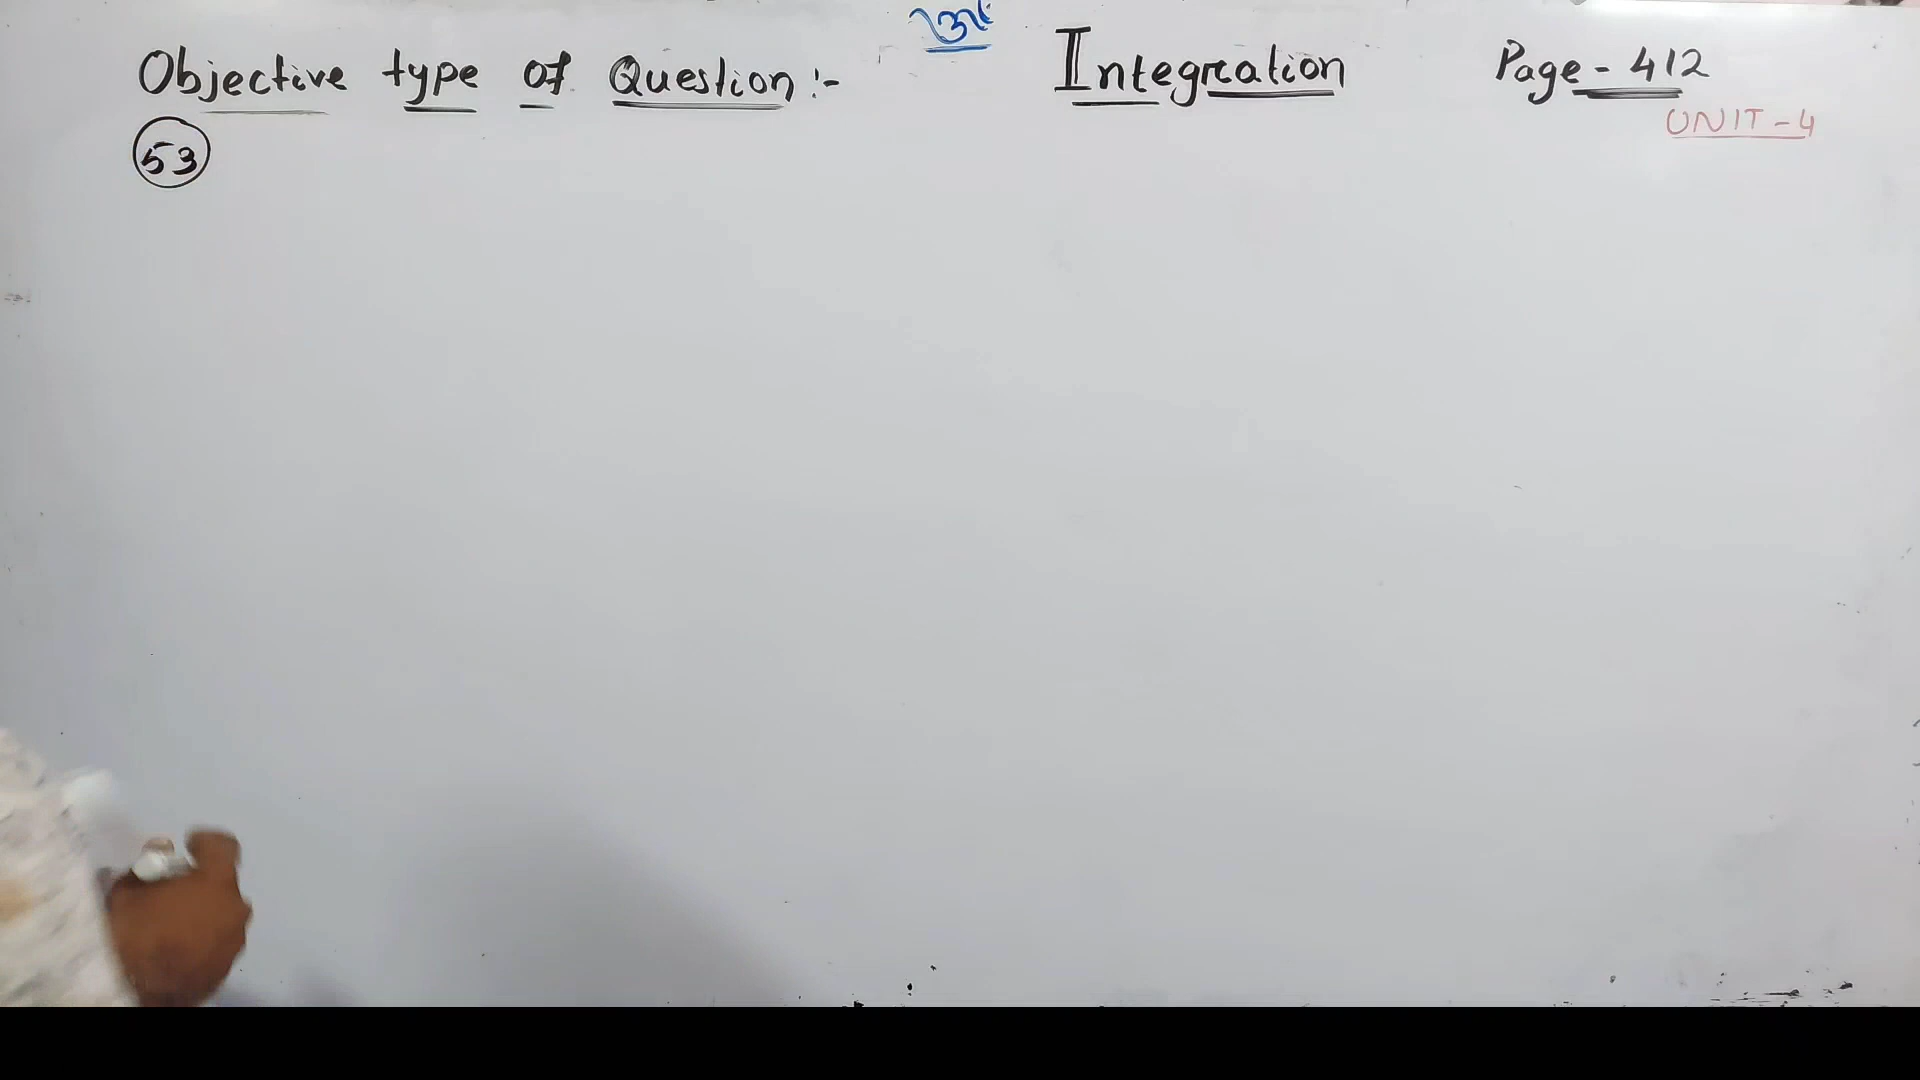 Objective type of Question :- Integration Page - 412
UNIT - 4
53